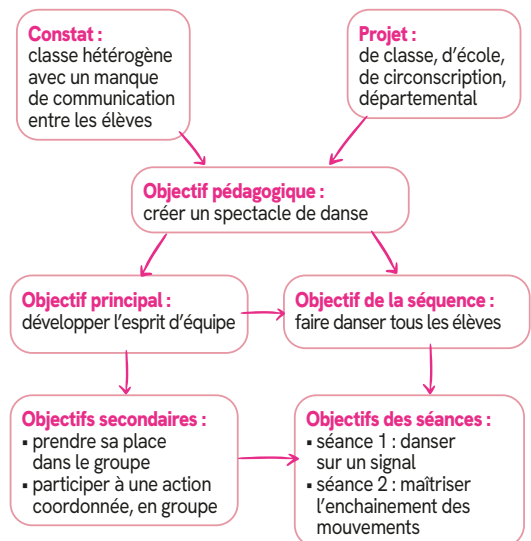 Constat :
classe hétérogène
avec un manque
de communication
entre les élèves
Projet :
de classe, d’école,
de circonscription,
départemental
Objectif pédagogique :
créer un spectacle de danse
Objectif principal :
développer l’esprit d’équipe
Objectif de la séquence :
faire danser tous les élèves
Objectifs secondaires :
▪ prendre sa place
dans le groupe
▪ participer à une action
coordonnée, en groupe
Objectifs des séances :
▪ séance 1 : danser
sur un signal
▪ séance 2 : maîtriser
l’enchainement des
mouvements